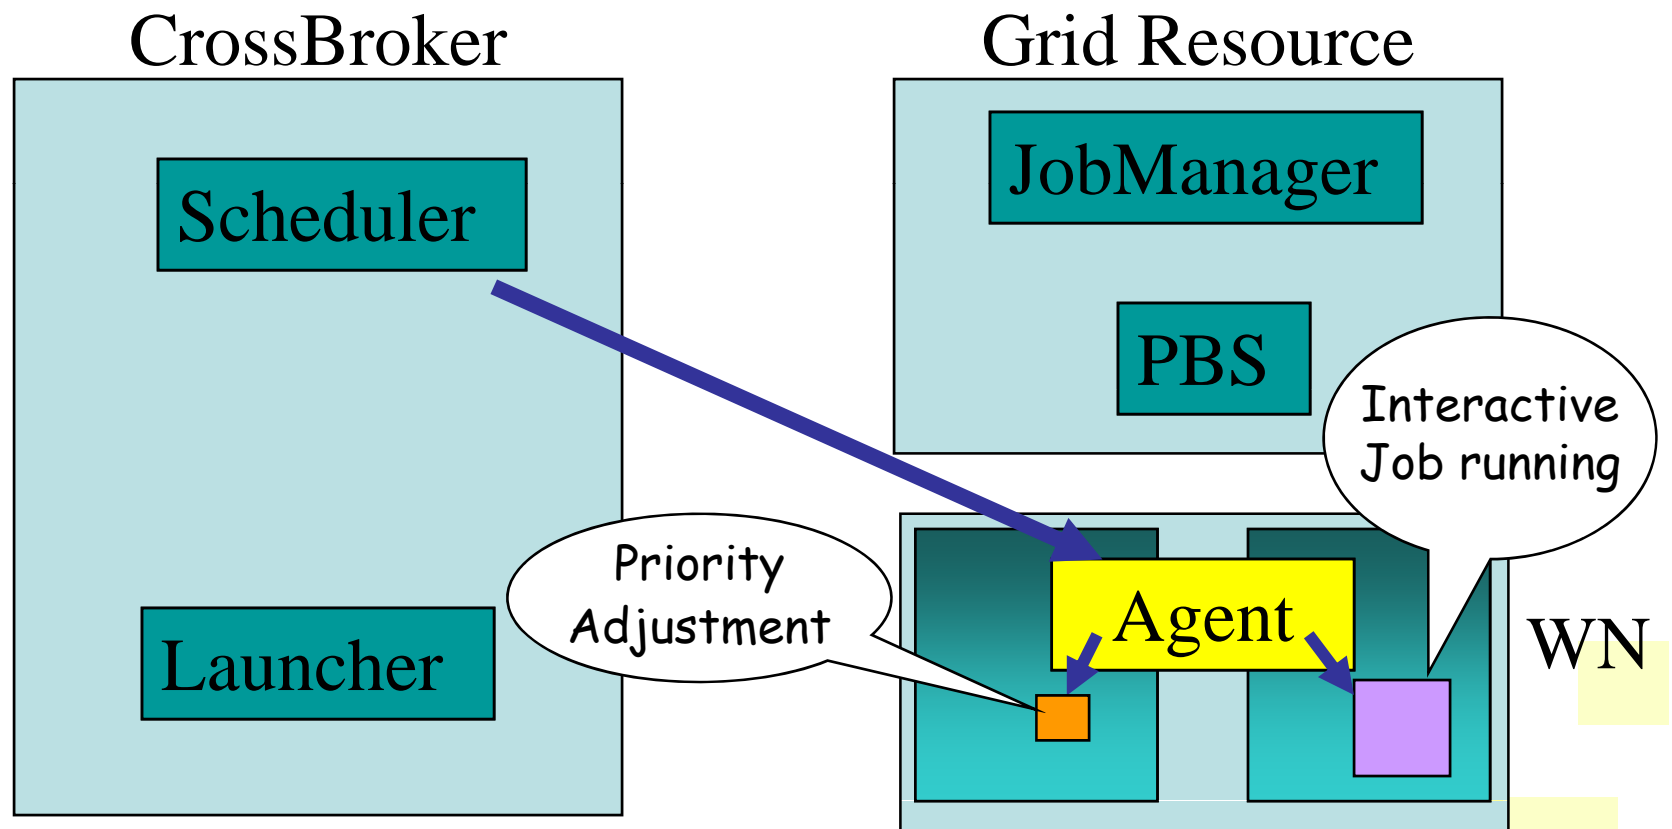 CrossBroker
Grid Resource
Scheduler
JobManager
PBS
Interactive
Job running
Priority
Adjustment
Agent
WN
Launcher